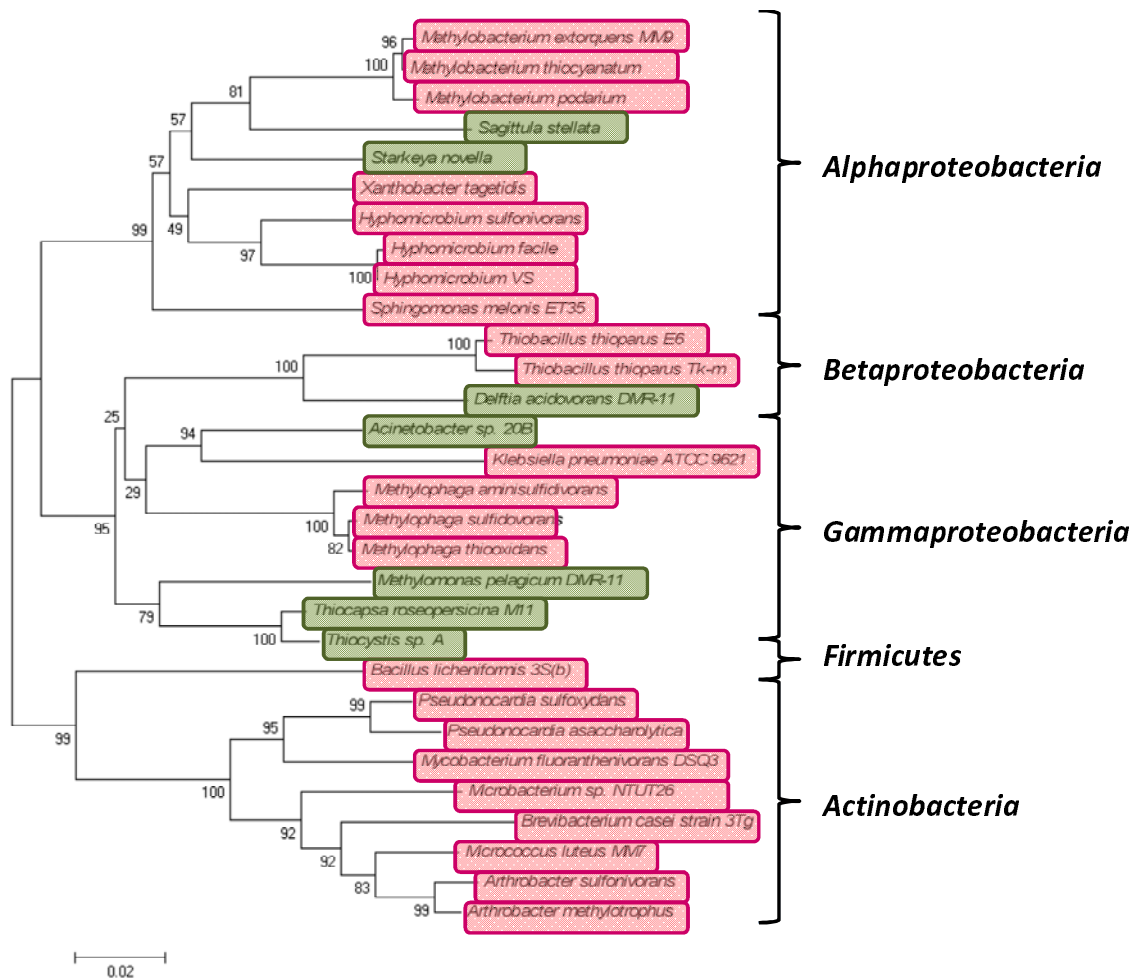 Methylobacterium extorquens MM9
96
Methylobacterium thiocyanatum
100
Methylobacterium podarium
81
Sagittula stellata
57
Starkeya novella
57
Xanthobacter tagetidis
Alphaproteobacteria
Hyphomicrobium sulfonivorans
49
99
Hyphomicrobium facile
97
Hyphomicrobium VS
100
Sphingomonas melonis ET35
Thiobacillus thioparus E6
100
Thiobacillus thioparus Tk-m
100
Betaproteobacteria
Delftia acidovorans DMR-11
25
Acinetobacter sp. 20B
94
Klebsiella pneumoniae ATCC 9621
29
Methylophaga aminisulfidivorans
95
100
Methylophaga sulfidovorans
Gammaproteobacteria
82
Methylophaga thiooxidans
Methylomonas pelagicum DMR-11
79
Thiocapsa roseopersicina M11
100
Thiocystis sp. A
Firmicutes
Bacillus licheniformis 3S(b)
99
Pseudonocardia sulfoxydans
99
95
Pseudonocardia asaccharolytica
Mycobacterium fluoranthenivorans DSQ3
100
Microbacterium sp. NTUT26
Actinobacteria
92
Brevibacterium casei strain 3Tg
92
Micrococcus luteus MM7
83
Arthrobacter sulfonivorans
99
Arthrobacter methylotrophus
0.02